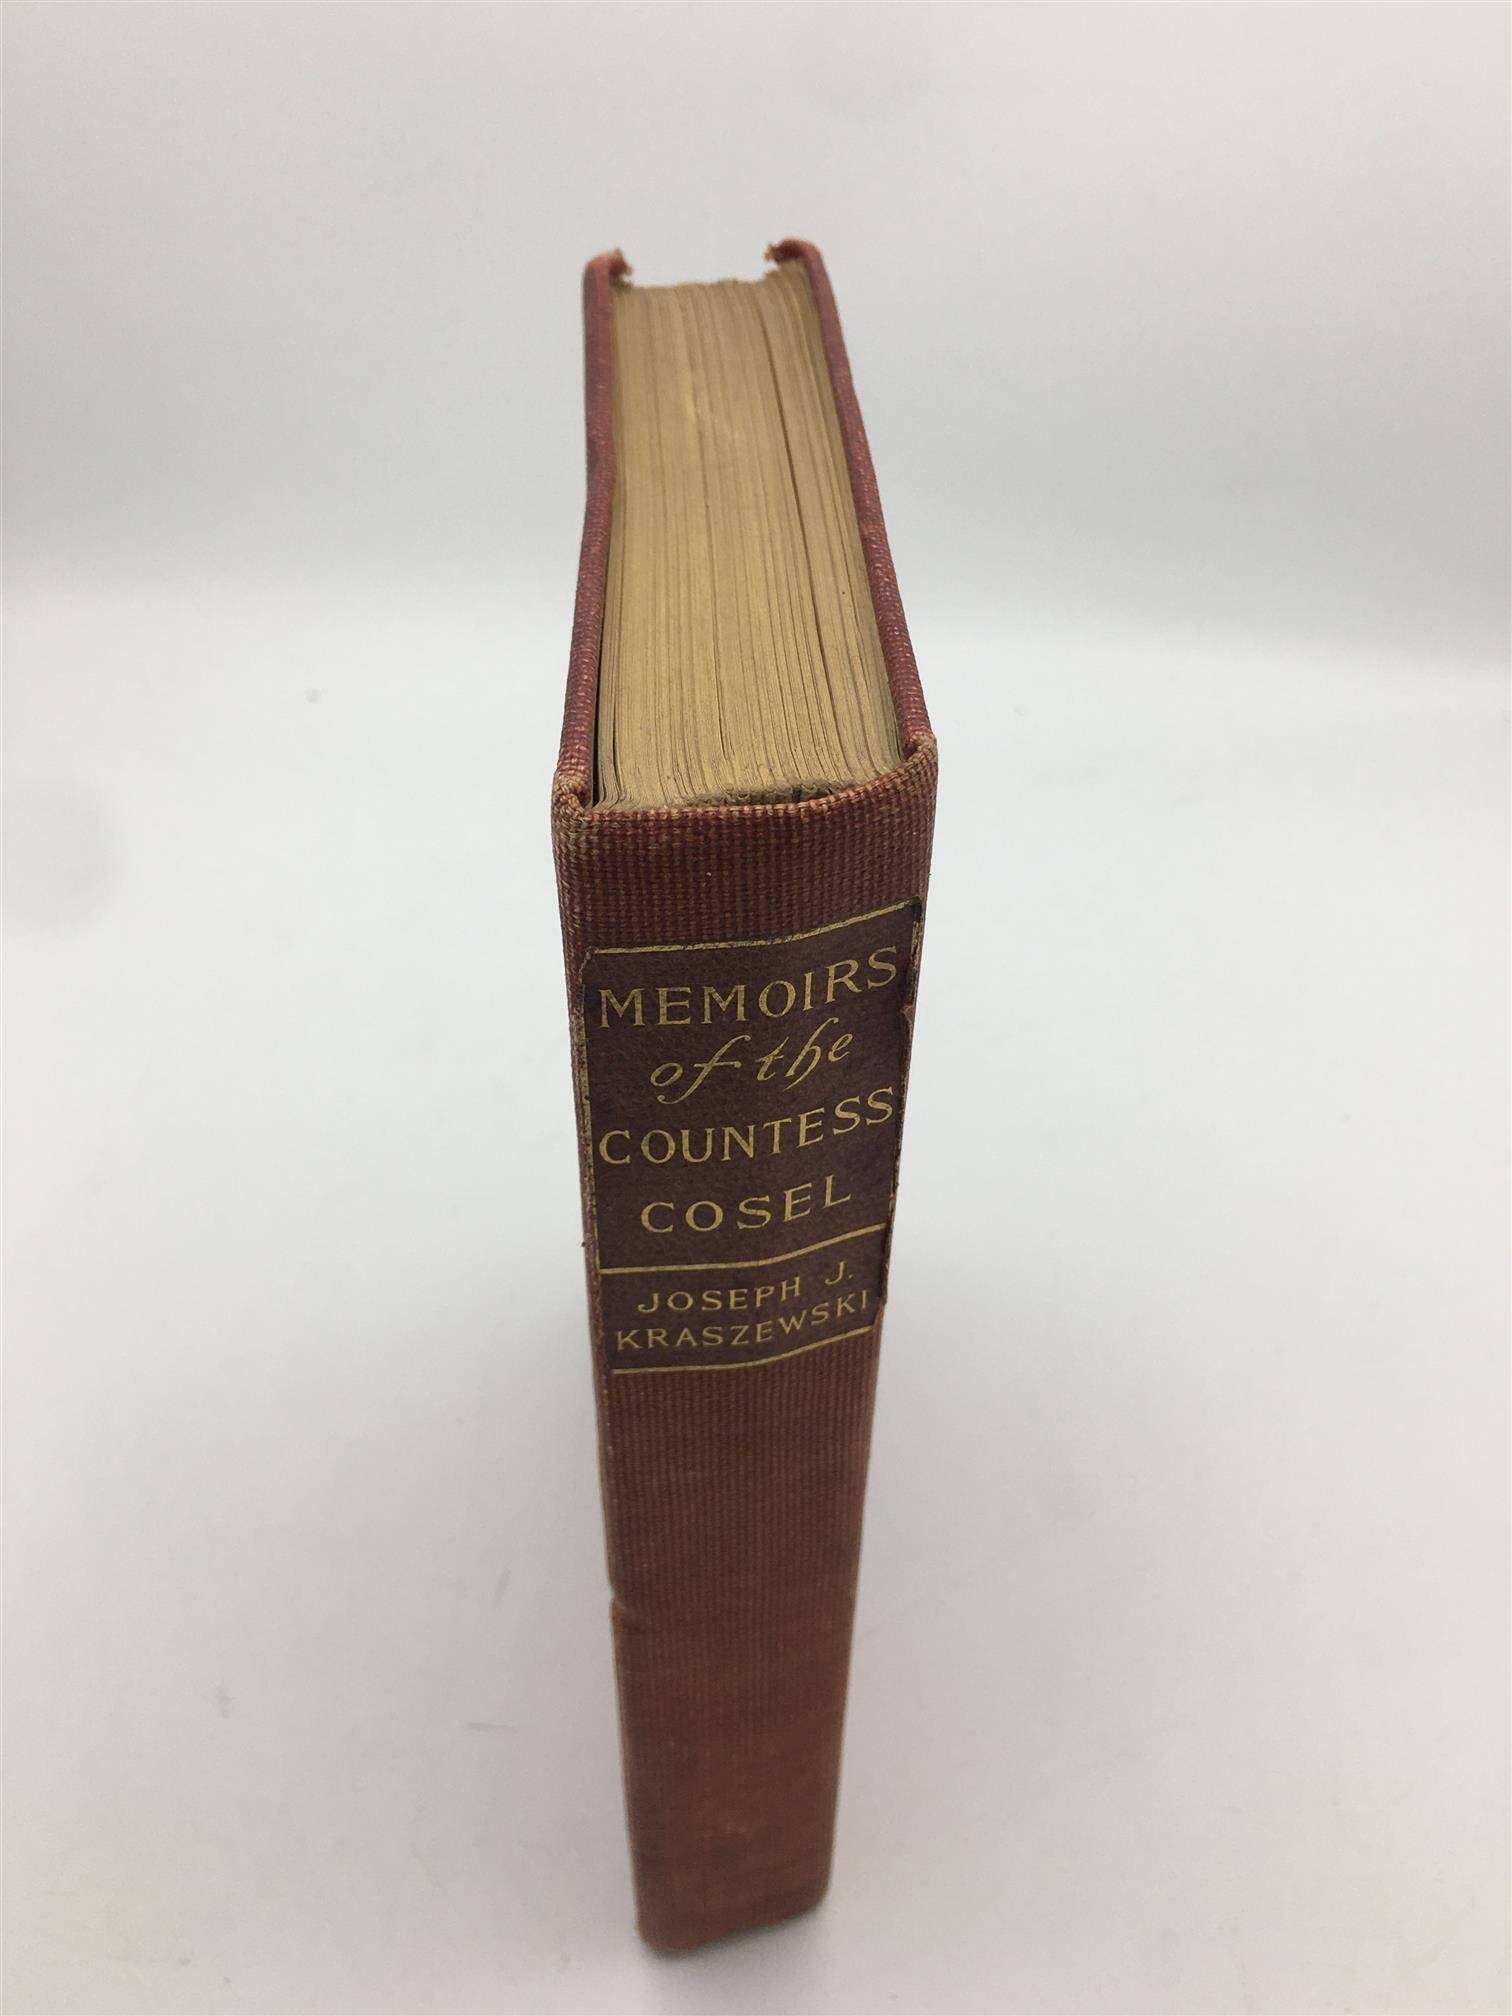 MEMOIRS
of the
COUNTESS
COSEL
JOSEPH J.
KRASZEWSKI